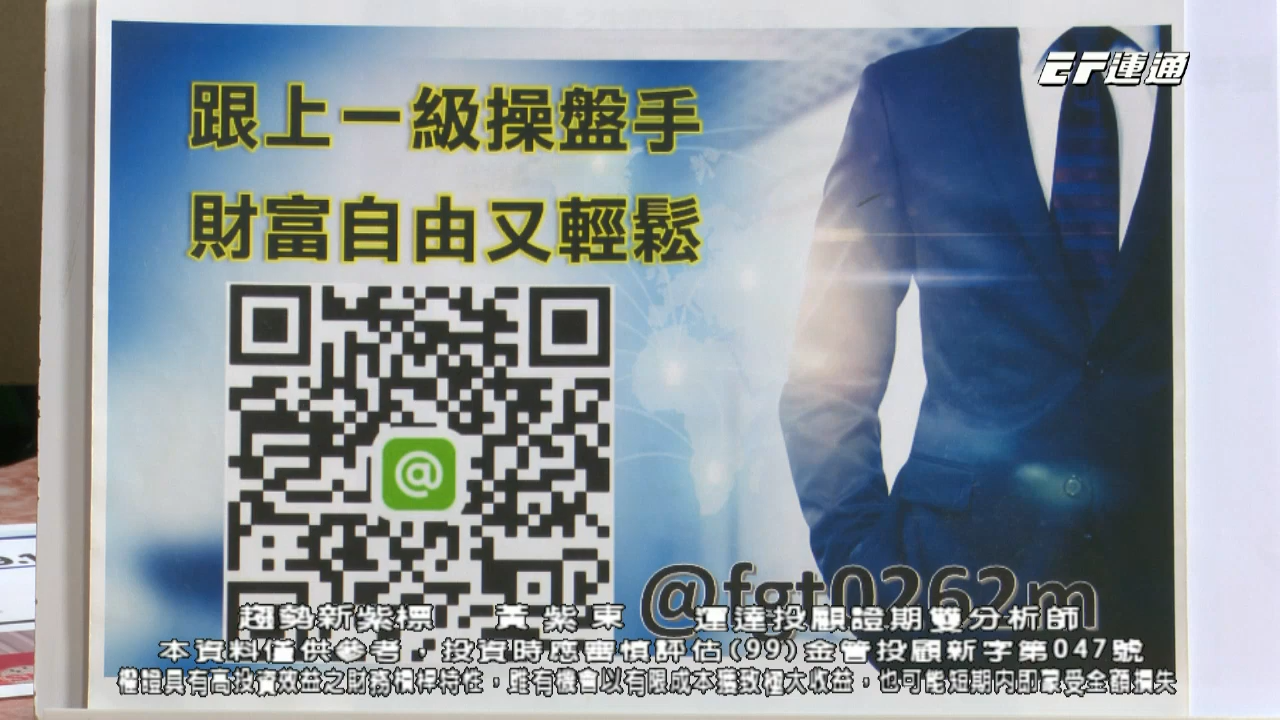 EF運通
跟上一級操盤手
財富自由又輕鬆
@fgt0262m
趨勢新紫標 黃紫東 運達投顧證期雙分析師
本資料僅供參考，投資時應審慎評估(99)金管投顧新字第047號
權證具有高投資效益之財務槓桿特性，雖有機會以有限成本獲致極大收益，也可能短期內即蒙受全額損失